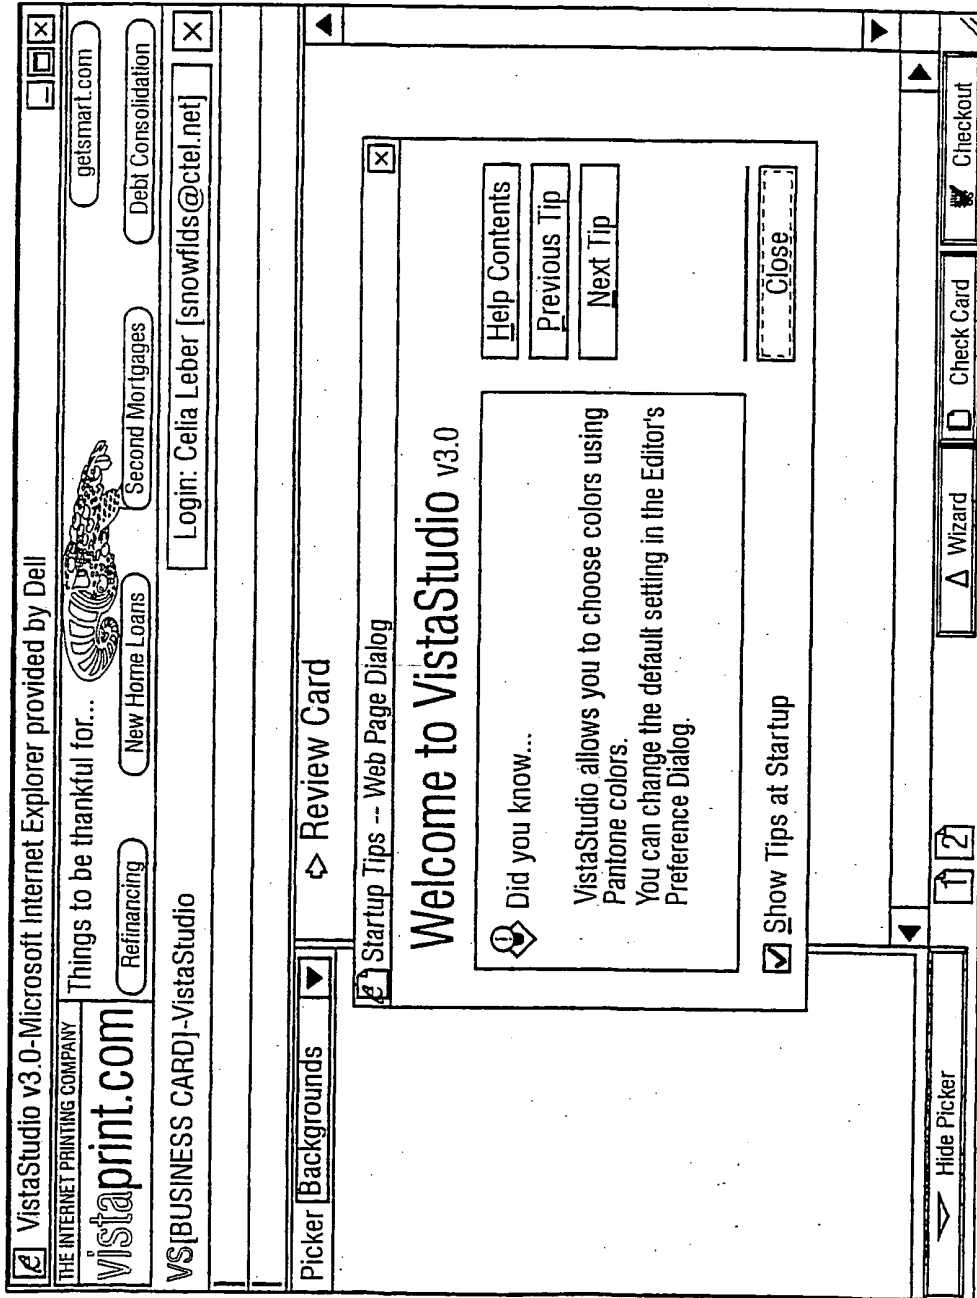 VistaStudio v3.0-Microsoft Internet Explorer provided by Dell
THE INTERNET PRINTING COMPANY
vistaprint.com
Things to be thankful for...
getsmart.com
Refinancing
New Home Loans
Second Mortgages
Debt Consolidation
VS[BUSINESS CARD]-VistaStudio
Login: Celia Leber [snowflds@ctel.net]
Picker
Backgrounds
Review Card
Startup Tips -- Web Page Dialog
Welcome to VistaStudio v3.0
Did you know...
VistaStudio allows you to choose colors using
Pantone colors.
You can change the default setting in the Editor's
Preference Dialog.
Help Contents
Previous Tip
Next Tip
Show Tips at Startup
Close
Hide Picker
1
2
Wizard
Check Card
Checkout